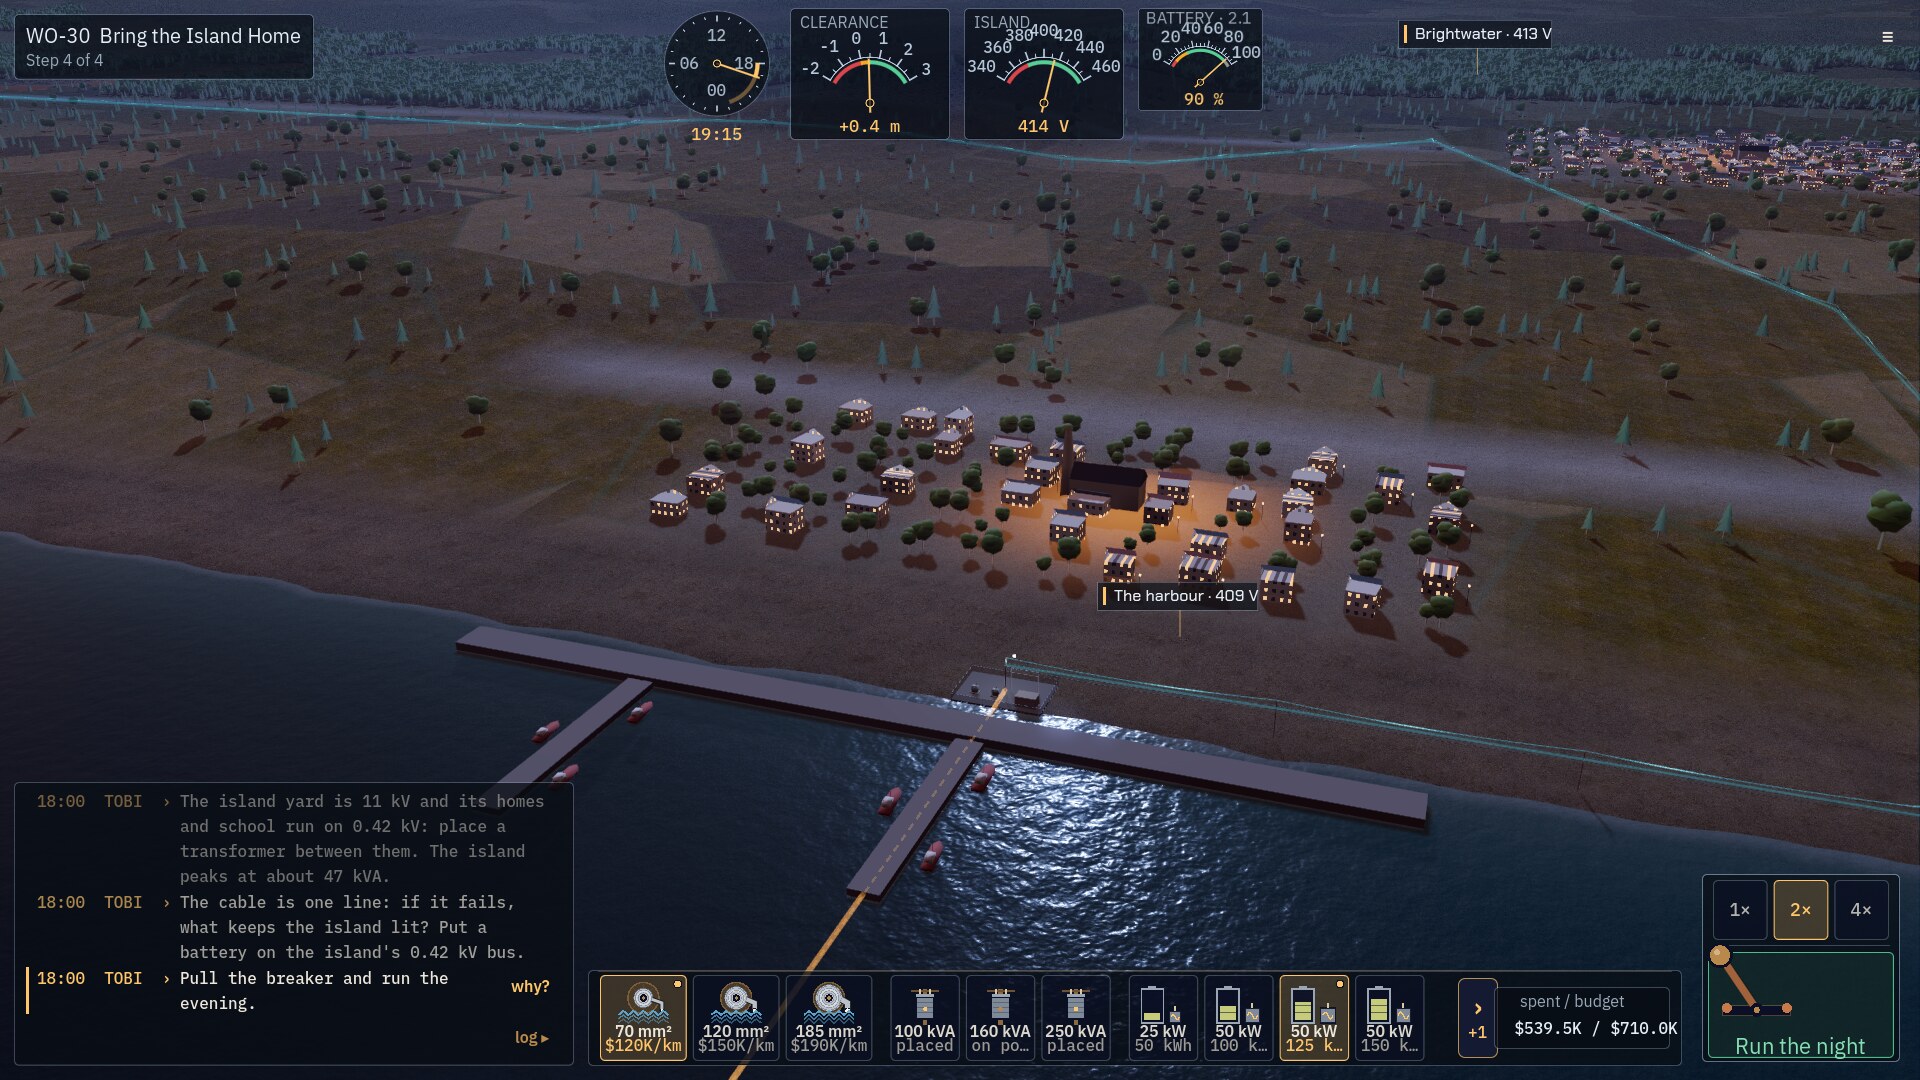 WO-30 Bring the Island Home
Step 4 of 4
12
06
18
00
19:15
CLEARANCE
-2 -1 0 1 2 3
+0.4 m
ISLAND
340 360 380 400 420 440 460
414 V
BATTERY · 2.1
0 20 40 60 80 100
90 %
Brightwater · 413 V
≡
The harbour · 409 V
18:00 TOBI › The island yard is 11 kV and its homes
and school run on 0.42 kV: place a
transformer between them. The island
peaks at about 47 kVA.
18:00 TOBI › The cable is one line: if it fails,
what keeps the island lit? Put a
battery on the island's 0.42 kV bus.
18:00 TOBI › Pull the breaker and run the
evening.
why?
log ▸
70 mm²
$120K/km
120 mm²
$150K/km
185 mm²
$190K/km
100 kVA
placed
160 kVA
on po…
250 kVA
placed
25 kW
50 kWh
50 kW
100 k…
50 kW
125 k…
50 kW
150 k…
›
+1
spent / budget
$539.5K / $710.0K
1×
2×
4×
Run the night